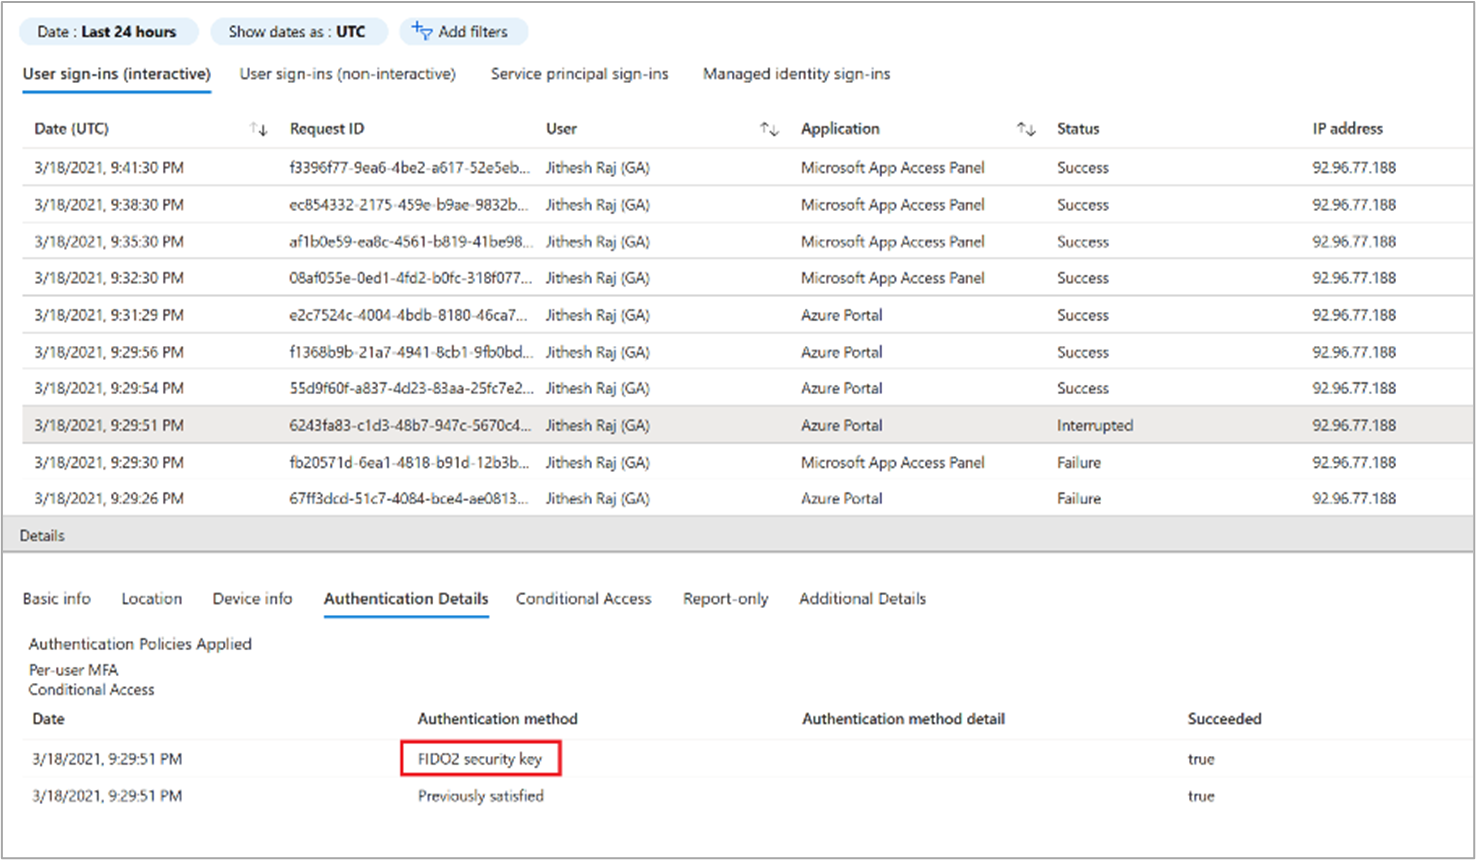 Date : Last 24 hours Show dates as : UTC Add filters
User sign-ins (interactive) User sign-ins (non-interactive) Service principal sign-ins Managed identity sign-ins
Date (UTC) Request ID User Application Status IP address
3/18/2021, 9:41:30 PM f3396f77-9ea6-4be2-a617-52e5eb... Jithesh Raj (GA) Microsoft App Access Panel Success 92.96.77.188
3/18/2021, 9:38:30 PM ec854332-2175-459e-b9ae-9832b... Jithesh Raj (GA) Microsoft App Access Panel Success 92.96.77.188
3/18/2021, 9:35:30 PM af1b0e59-ea8c-4561-b819-41be98... Jithesh Raj (GA) Microsoft App Access Panel Success 92.96.77.188
3/18/2021, 9:32:30 PM 08af055e-0ed1-4fd2-b0fc-318f077... Jithesh Raj (GA) Microsoft App Access Panel Success 92.96.77.188
3/18/2021, 9:31:29 PM e2c7524c-4004-4bdb-8180-46ca7... Jithesh Raj (GA) Azure Portal Success 92.96.77.188
3/18/2021, 9:29:56 PM f1368b9b-21a7-4941-8cb1-9fb0bd... Jithesh Raj (GA) Azure Portal Success 92.96.77.188
3/18/2021, 9:29:54 PM 55d9f60f-a837-4d23-83aa-25fc7e2... Jithesh Raj (GA) Azure Portal Success 92.96.77.188
3/18/2021, 9:29:51 PM 6243fa83-c1d3-48b7-947c-5670c4... Jithesh Raj (GA) Azure Portal Interrupted 92.96.77.188
3/18/2021, 9:29:30 PM fb20571d-6ea1-4818-b91d-12b3b... Jithesh Raj (GA) Microsoft App Access Panel Failure 92.96.77.188
3/18/2021, 9:29:26 PM 67ff3dcd-51c7-4084-bce4-ae0813... Jithesh Raj (GA) Azure Portal Failure 92.96.77.188
Details
Basic info Location Device info Authentication Details Conditional Access Report-only Additional Details
Authentication Policies Applied
Per-user MFA
Conditional Access
Date Authentication method Authentication method detail Succeeded
3/18/2021, 9:29:51 PM FIDO2 security key true
3/18/2021, 9:29:51 PM Previously satisfied true